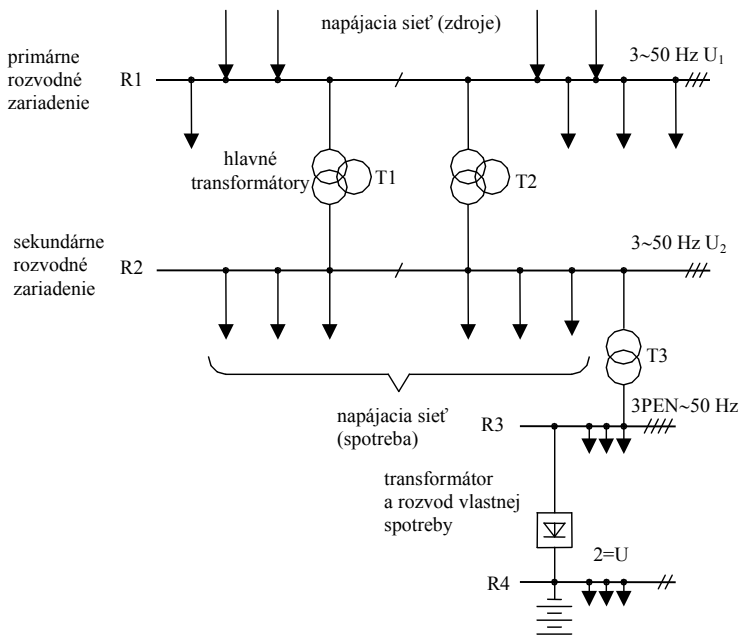 napájacia sieť (zdroje)
primárne
rozvodné
zariadenie
R1
3~50 Hz U₁
hlavné
transformátory
T1
T2
sekundárne
rozvodné
zariadenie
R2
3~50 Hz U₂
T3
napájacia sieť
(spotreba)
3PEN~50 Hz
R3
transformátor
a rozvod vlastnej
spotreby
2=U
R4